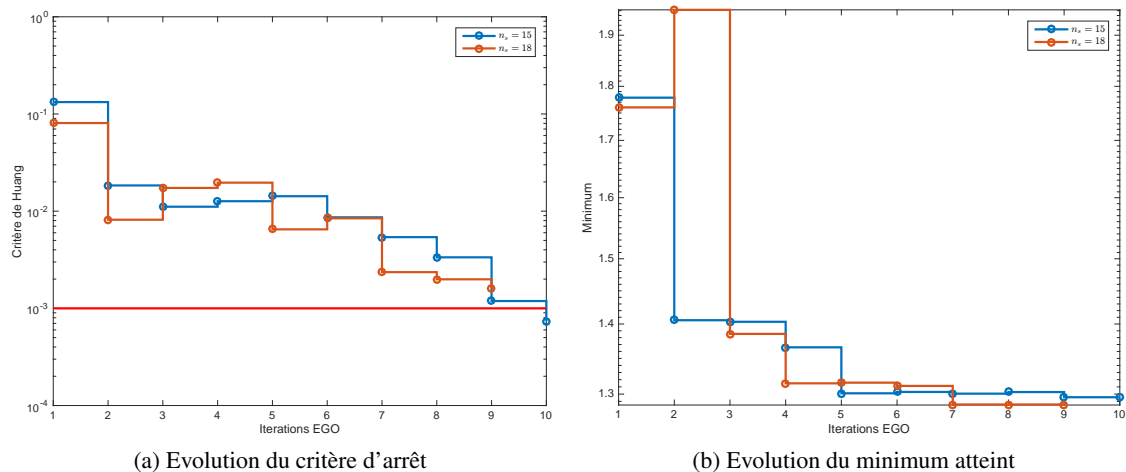 10^0
10^-1
10^-2
10^-3
10^-4
Critère de Huang
n_s = 15
n_s = 18
1 2 3 4 5 6 7 8 9 10
Iterations EGO
(a) Evolution du critère d'arrêt
1.9
1.8
1.7
1.6
1.5
1.4
1.3
Minimum
n_s = 15
n_s = 18
1 2 3 4 5 6 7 8 9 10
Iterations EGO
(b) Evolution du minimum atteint